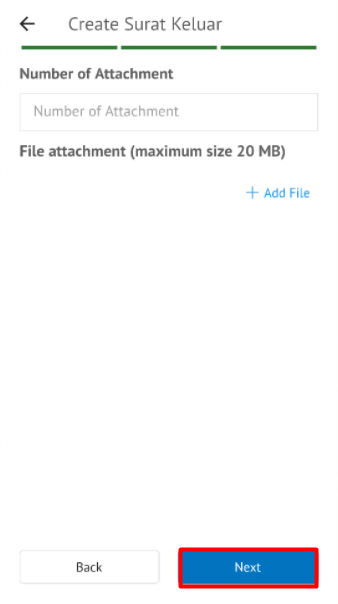 Create Surat Keluar
Number of Attachment
Number of Attachment
File attachment (maximum size 20 MB)
+ Add File
Back
Next